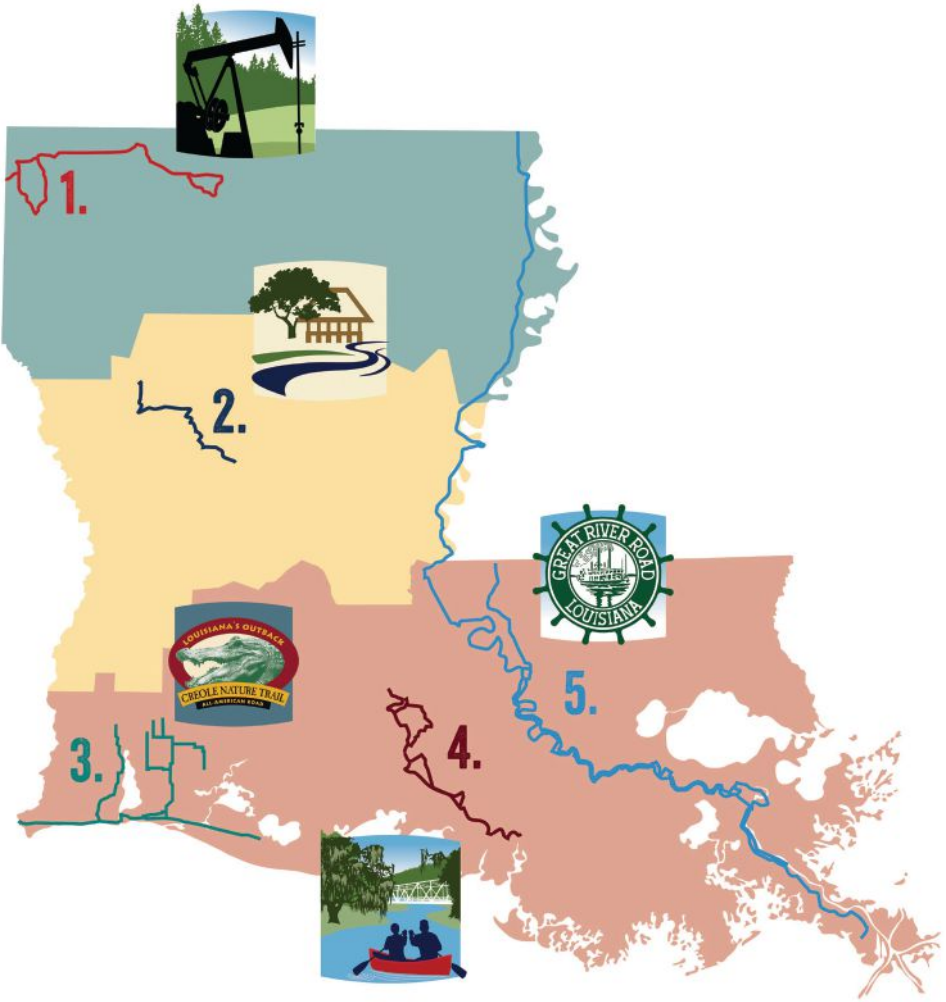 1.
2.
GREAT RIVER ROAD
LOUISIANA
LOUISIANA'S OUTBACK
CREOLE NATURE TRAIL
ALL-AMERICAN ROAD
5.
3.
4.